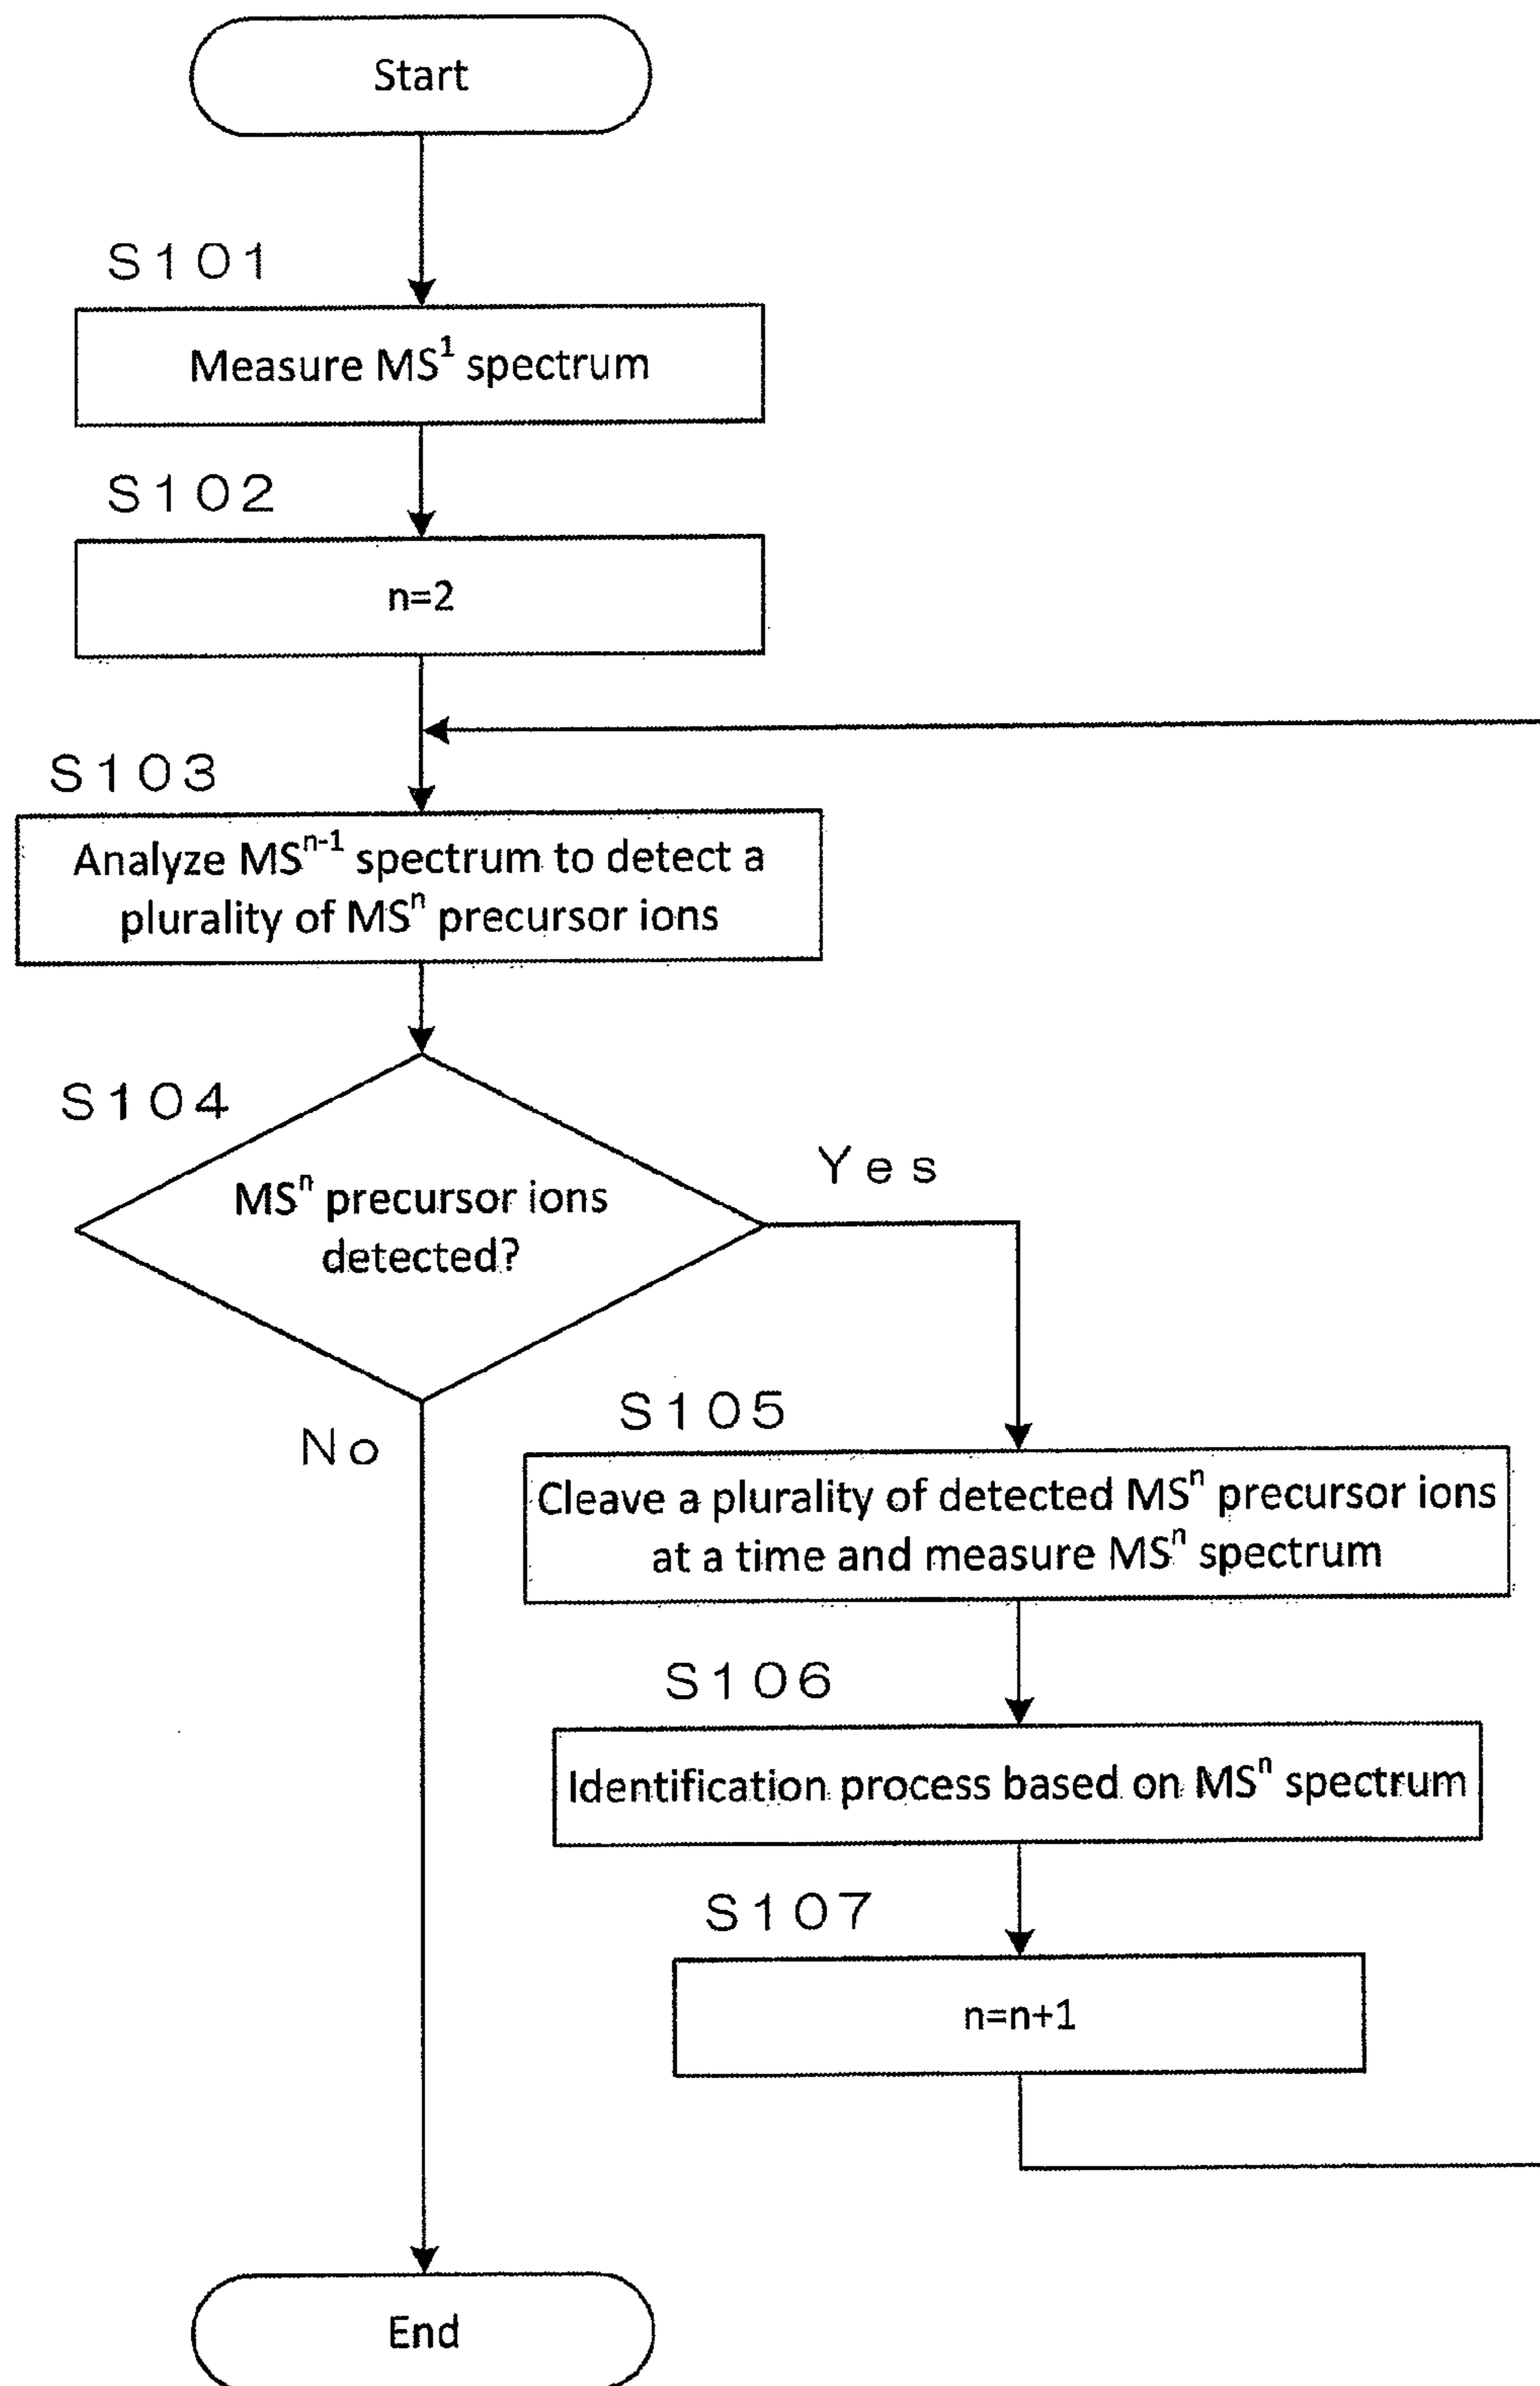 Start
S101
Measure MS¹ spectrum
S102
n=2
S103
Analyze MSⁿ⁻¹ spectrum to detect a
plurality of MSⁿ precursor ions
S104
MSⁿ precursor ions
detected?
Yes
No
S105
Cleave a plurality of detected MSⁿ precursor ions
at a time and measure MSⁿ spectrum
S106
Identification process based on MSⁿ spectrum
S107
n=n+1
End